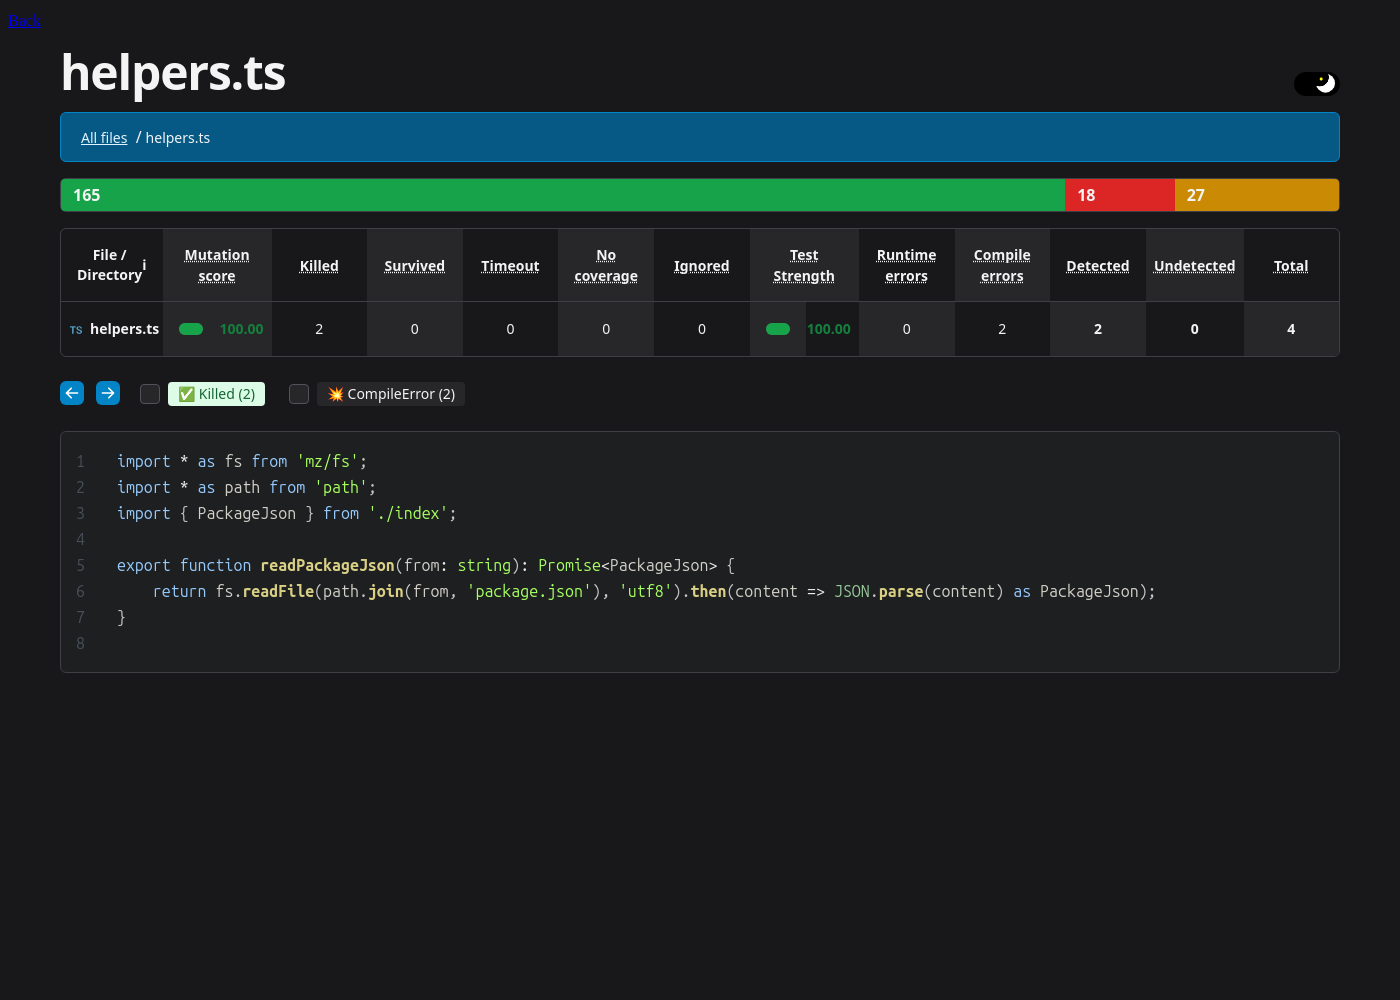 Back
helpers.ts
All files / helpers.ts
165 18 27
File / Directory i Mutation score Killed Survived Timeout No coverage Ignored Test Strength Runtime errors Compile errors Detected Undetected Total
TS helpers.ts 100.00 2 0 0 0 0 100.00 0 2 2 0 4
✅ Killed (2) 💥 CompileError (2)
1 import * as fs from 'mz/fs';
2 import * as path from 'path';
3 import { PackageJson } from './index';
4
5 export function readPackageJson(from: string): Promise<PackageJson> {
6     return fs.readFile(path.join(from, 'package.json'), 'utf8').then(content => JSON.parse(content) as PackageJson);
7 }
8